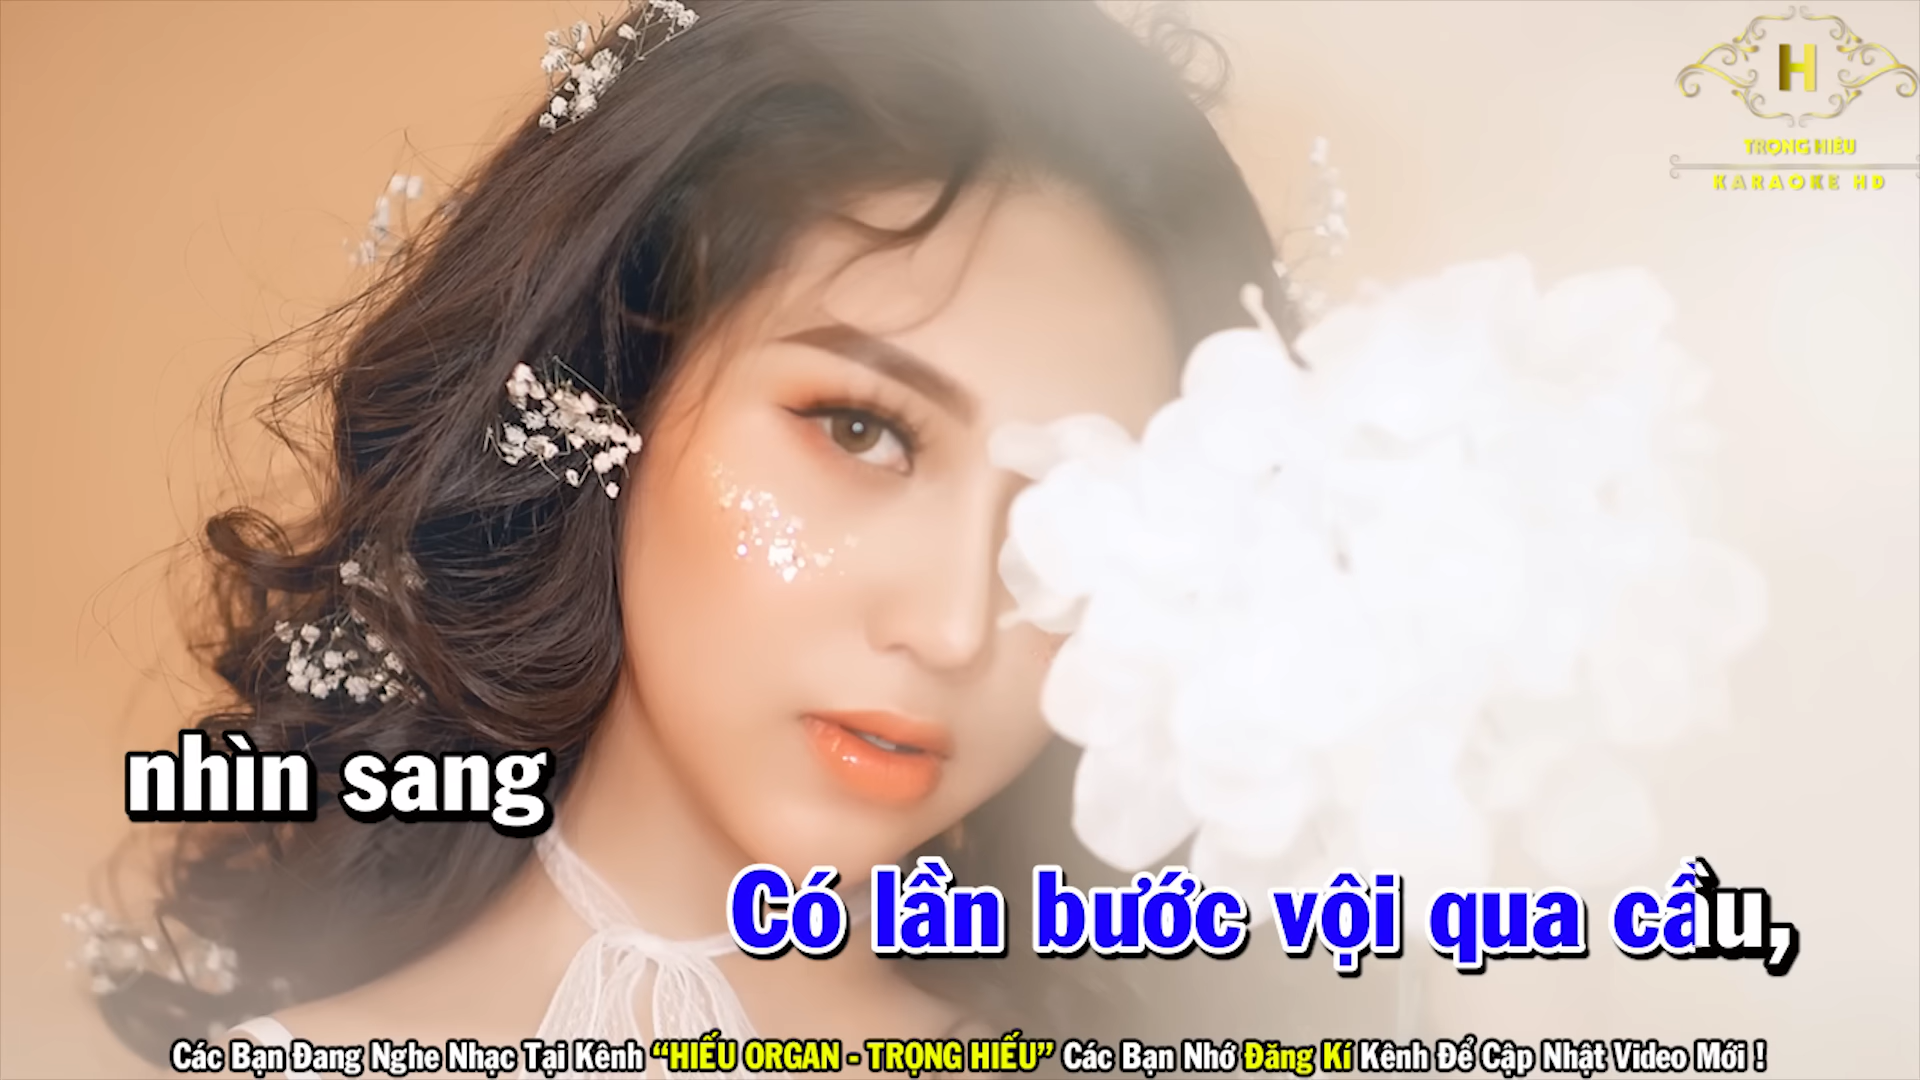 H
TRỌNG HIẾU
KARAOKE HD
nhìn sang
Có lần bước vội qua cầu,
Các Bạn Đang Nghe Nhạc Tại Kênh “HIẾU ORGAN - TRỌNG HIẾU” Các Bạn Nhớ Đăng Kí Kênh Để Cập Nhật Video Mới !